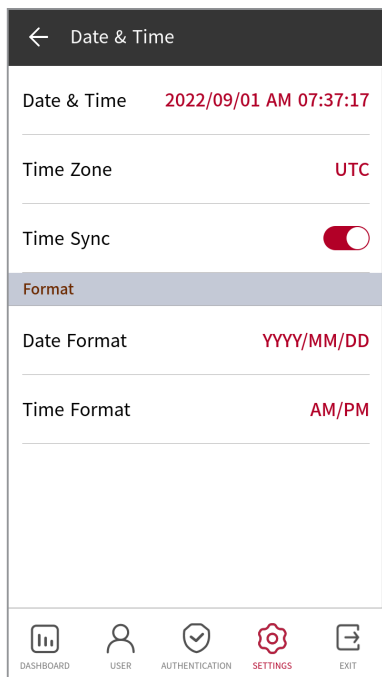 Date & Time
Date & Time 2022/09/01 AM 07:37:17
Time Zone UTC
Time Sync
Format
Date Format YYYY/MM/DD
Time Format AM/PM
DASHBOARD USER AUTHENTICATION SETTINGS EXIT